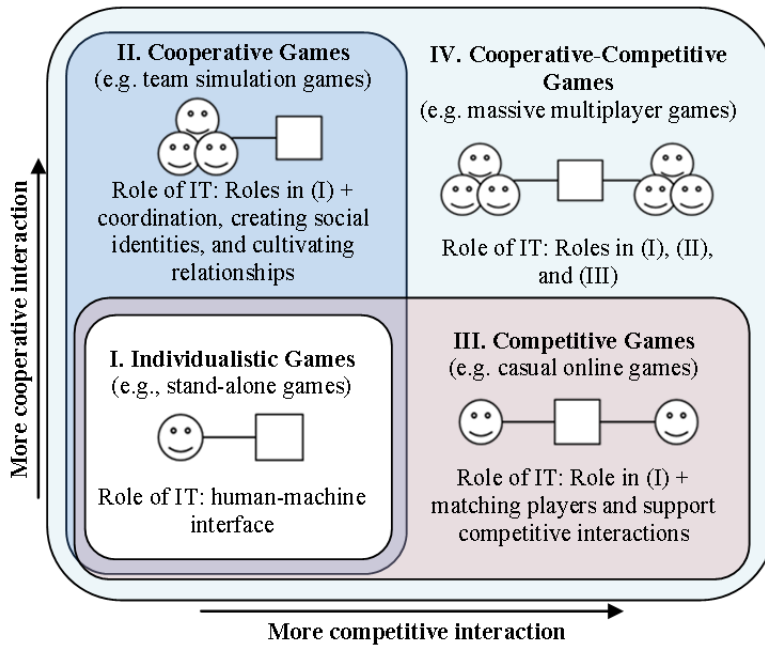 II. Cooperative Games
(e.g. team simulation games)
Role of IT: Roles in (I) +
coordination, creating social
identities, and cultivating
relationships
IV. Cooperative-Competitive
Games
(e.g. massive multiplayer games)
Role of IT: Roles in (I), (II),
and (III)
I. Individualistic Games
(e.g., stand-alone games)
Role of IT: human-machine
interface
III. Competitive Games
(e.g. casual online games)
Role of IT: Role in (I) +
matching players and support
competitive interactions
More cooperative interaction
More competitive interaction